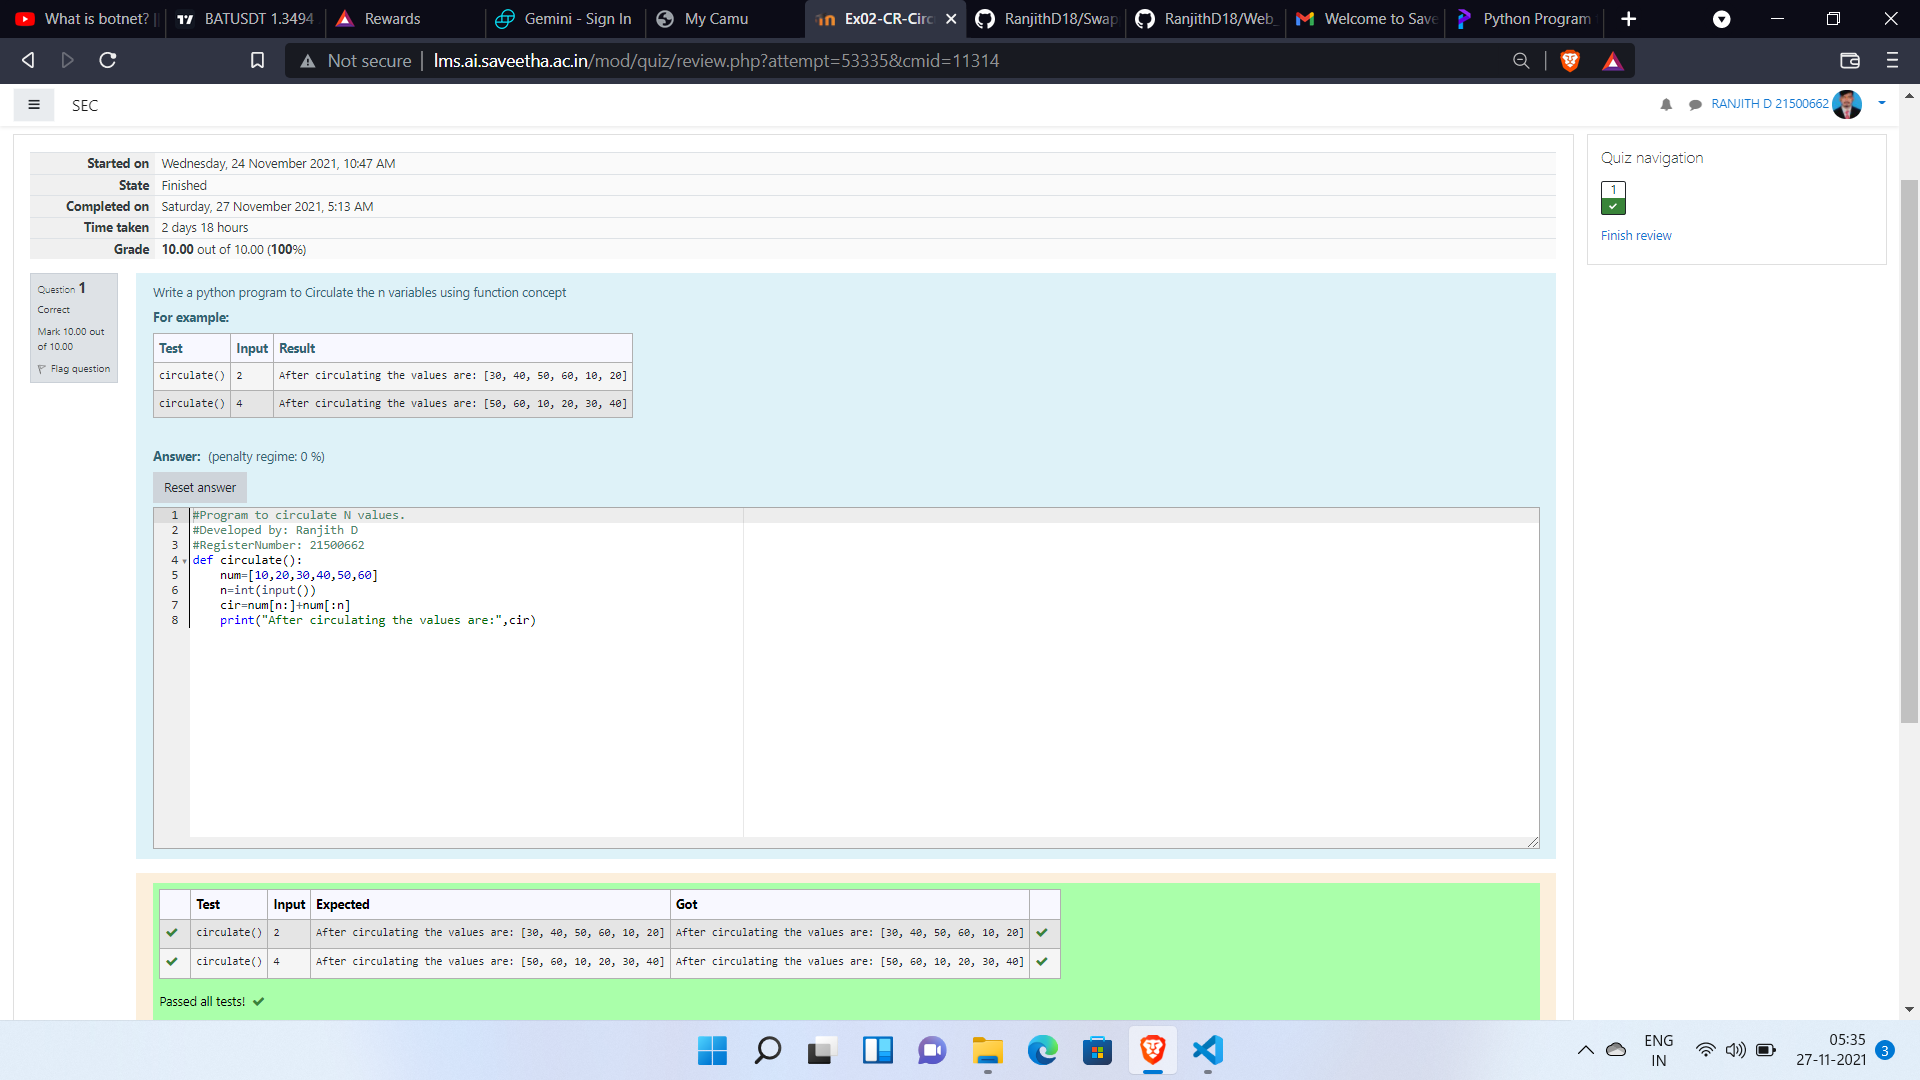 What is botnet? |
BATUSDT 1.3494
Rewards
Gemini - Sign In
My Camu
Ex02-CR-Circ
RanjithD18/Swap
RanjithD18/Web_
Welcome to Save
Python Program
Not secure | lms.ai.saveetha.ac.in/mod/quiz/review.php?attempt=53335&cmid=11314
SEC
RANJITH D 21500662
Started on Wednesday, 24 November 2021, 10:47 AM
State Finished
Completed on Saturday, 27 November 2021, 5:13 AM
Time taken 2 days 18 hours
Grade 10.00 out of 10.00 (100%)
Quiz navigation
1
Finish review
Question 1
Correct
Mark 10.00 out
of 10.00
Flag question
Write a python program to Circulate the n variables using function concept
For example:
Test Input Result
circulate() 2 After circulating the values are: [30, 40, 50, 60, 10, 20]
circulate() 4 After circulating the values are: [50, 60, 10, 20, 30, 40]
Answer: (penalty regime: 0 %)
Reset answer
1 #Program to circulate N values.
2 #Developed by: Ranjith D
3 #RegisterNumber: 21500662
4 def circulate():
5 num=[10,20,30,40,50,60]
6 n=int(input())
7 cir=num[n:]+num[:n]
8 print("After circulating the values are:",cir)
Test Input Expected Got
circulate() 2 After circulating the values are: [30, 40, 50, 60, 10, 20] After circulating the values are: [30, 40, 50, 60, 10, 20]
circulate() 4 After circulating the values are: [50, 60, 10, 20, 30, 40] After circulating the values are: [50, 60, 10, 20, 30, 40]
Passed all tests!
ENG
IN
05:35
27-11-2021
3